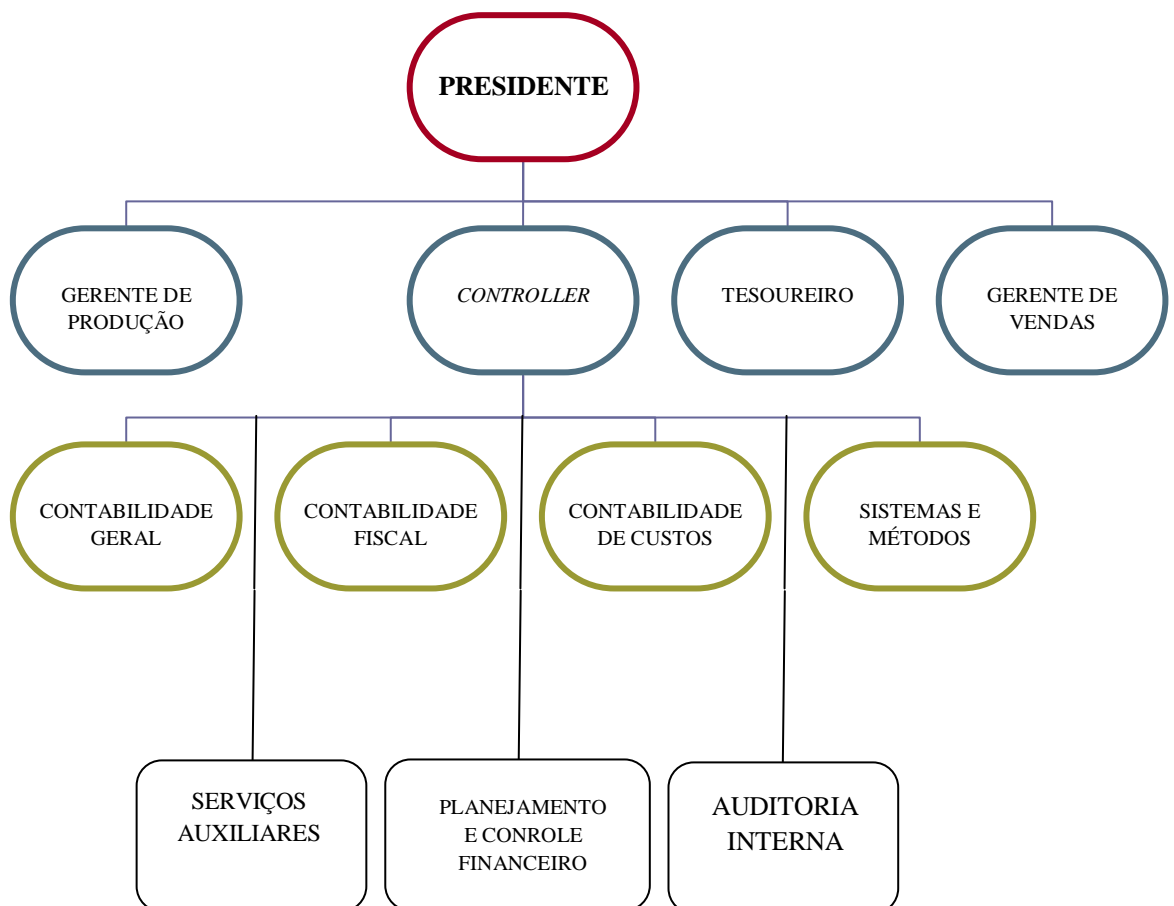 PRESIDENTE
GERENTE DE
PRODUÇÃO
CONTROLLER
TESOUREIRO
GERENTE DE
VENDAS
CONTABILIDADE
GERAL
CONTABILIDADE
FISCAL
CONTABILIDADE
DE CUSTOS
SISTEMAS E
MÉTODOS
SERVIÇOS
AUXILIARES
PLANEJAMENTO
E CONROLE
FINANCEIRO
AUDITORIA
INTERNA